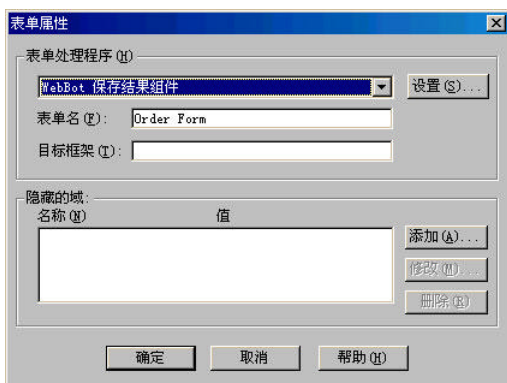 表单属性
表单处理程序(H)
WebBot 保存结果组件
设置(S)...
表单名(F): Order Form
目标框架(T):
隐藏的域:
名称(N) 值
添加(A)...
修改(M)...
删除(R)
确定 取消 帮助(H)